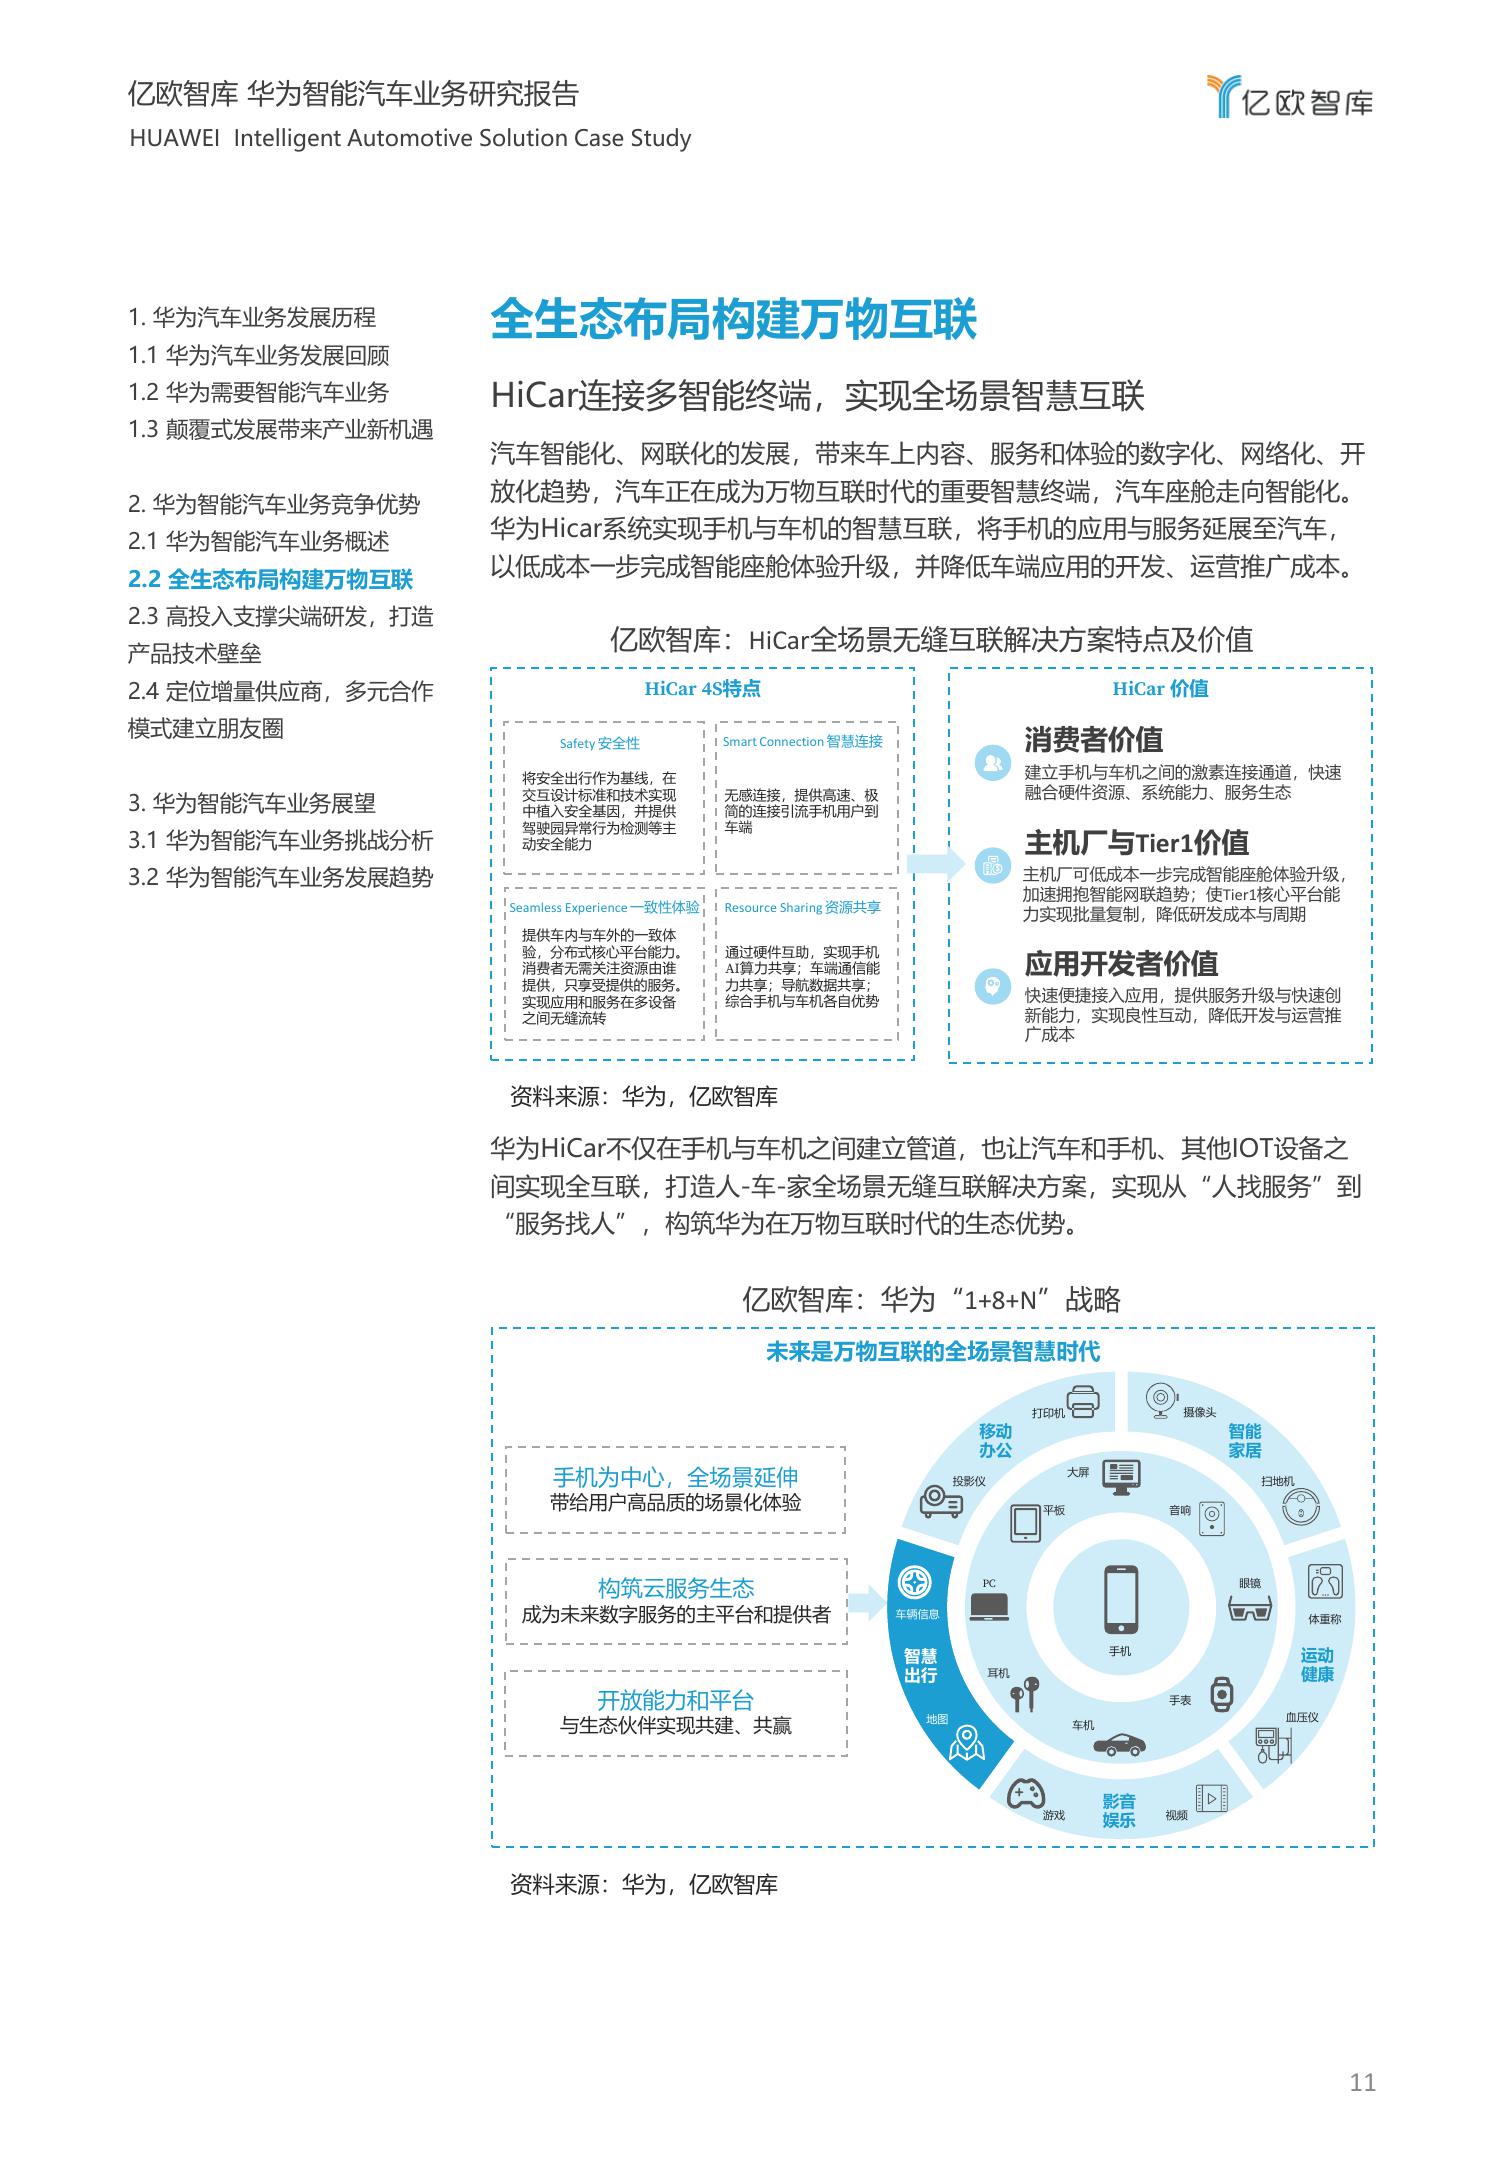 亿欧智库 华为智能汽车业务研究报告
HUAWEI Intelligent Automotive Solution Case Study
亿欧智库
1. 华为汽车业务发展历程
1.1 华为汽车业务发展回顾
1.2 华为需要智能汽车业务
1.3 颠覆式发展带来产业新机遇
2. 华为智能汽车业务竞争优势
2.1 华为智能汽车业务概述
2.2 全生态布局构建万物互联
2.3 高投入支撑尖端研发，打造
产品技术壁垒
2.4 定位增量供应商，多元合作
模式建立朋友圈
3. 华为智能汽车业务展望
3.1 华为智能汽车业务挑战分析
3.2 华为智能汽车业务发展趋势
全生态布局构建万物互联
HiCar连接多智能终端，实现全场景智慧互联
汽车智能化、网联化的发展，带来车上内容、服务和体验的数字化、网络化、开
放化趋势，汽车正在成为万物互联时代的重要智慧终端，汽车座舱走向智能化。
华为Hicar系统实现手机与车机的智慧互联，将手机的应用与服务延展至汽车，
以低成本一步完成智能座舱体验升级，并降低车端应用的开发、运营推广成本。
亿欧智库：HiCar全场景无缝互联解决方案特点及价值
HiCar 4S特点
Safety 安全性
将安全出行作为基线，在
交互设计标准和技术实现
中植入安全基因，并提供
驾驶园异常行为检测等主
动安全能力
Smart Connection 智慧连接
无感连接，提供高速、极
简的连接引流手机用户到
车端
Seamless Experience 一致性体验
提供车内与车外的一致体
验，分布式核心平台能力。
消费者无需关注资源由谁
提供，只享受提供的服务。
实现应用和服务在多设备
之间无缝流转
Resource Sharing 资源共享
通过硬件互助，实现手机
AI算力共享；车端通信能
力共享；导航数据共享；
综合手机与车机各自优势
HiCar 价值
消费者价值
建立手机与车机之间的激素连接通道，快速
融合硬件资源、系统能力、服务生态
主机厂与Tier1价值
主机厂可低成本一步完成智能座舱体验升级，
加速拥抱智能网联趋势；使Tier1核心平台能
力实现批量复制，降低研发成本与周期
应用开发者价值
快速便捷接入应用，提供服务升级与快速创
新能力，实现良性互动，降低开发与运营推
广成本
资料来源：华为，亿欧智库
华为HiCar不仅在手机与车机之间建立管道，也让汽车和手机、其他IOT设备之
间实现全互联，打造人-车-家全场景无缝互联解决方案，实现从“人找服务”到
“服务找人”，构筑华为在万物互联时代的生态优势。
亿欧智库：华为“1+8+N”战略
未来是万物互联的全场景智慧时代
手机为中心，全场景延伸
带给用户高品质的场景化体验
构筑云服务生态
成为未来数字服务的主平台和提供者
开放能力和平台
与生态伙伴实现共建、共赢
打印机
移动
办公
投影仪
摄像头
智能
家居
扫地机
大屏
平板
音响
PC
眼镜
手机
耳机
手表
车机
车辆信息
智慧
出行
地图
体重称
运动
健康
血压仪
游戏
影音
娱乐
视频
资料来源：华为，亿欧智库
11